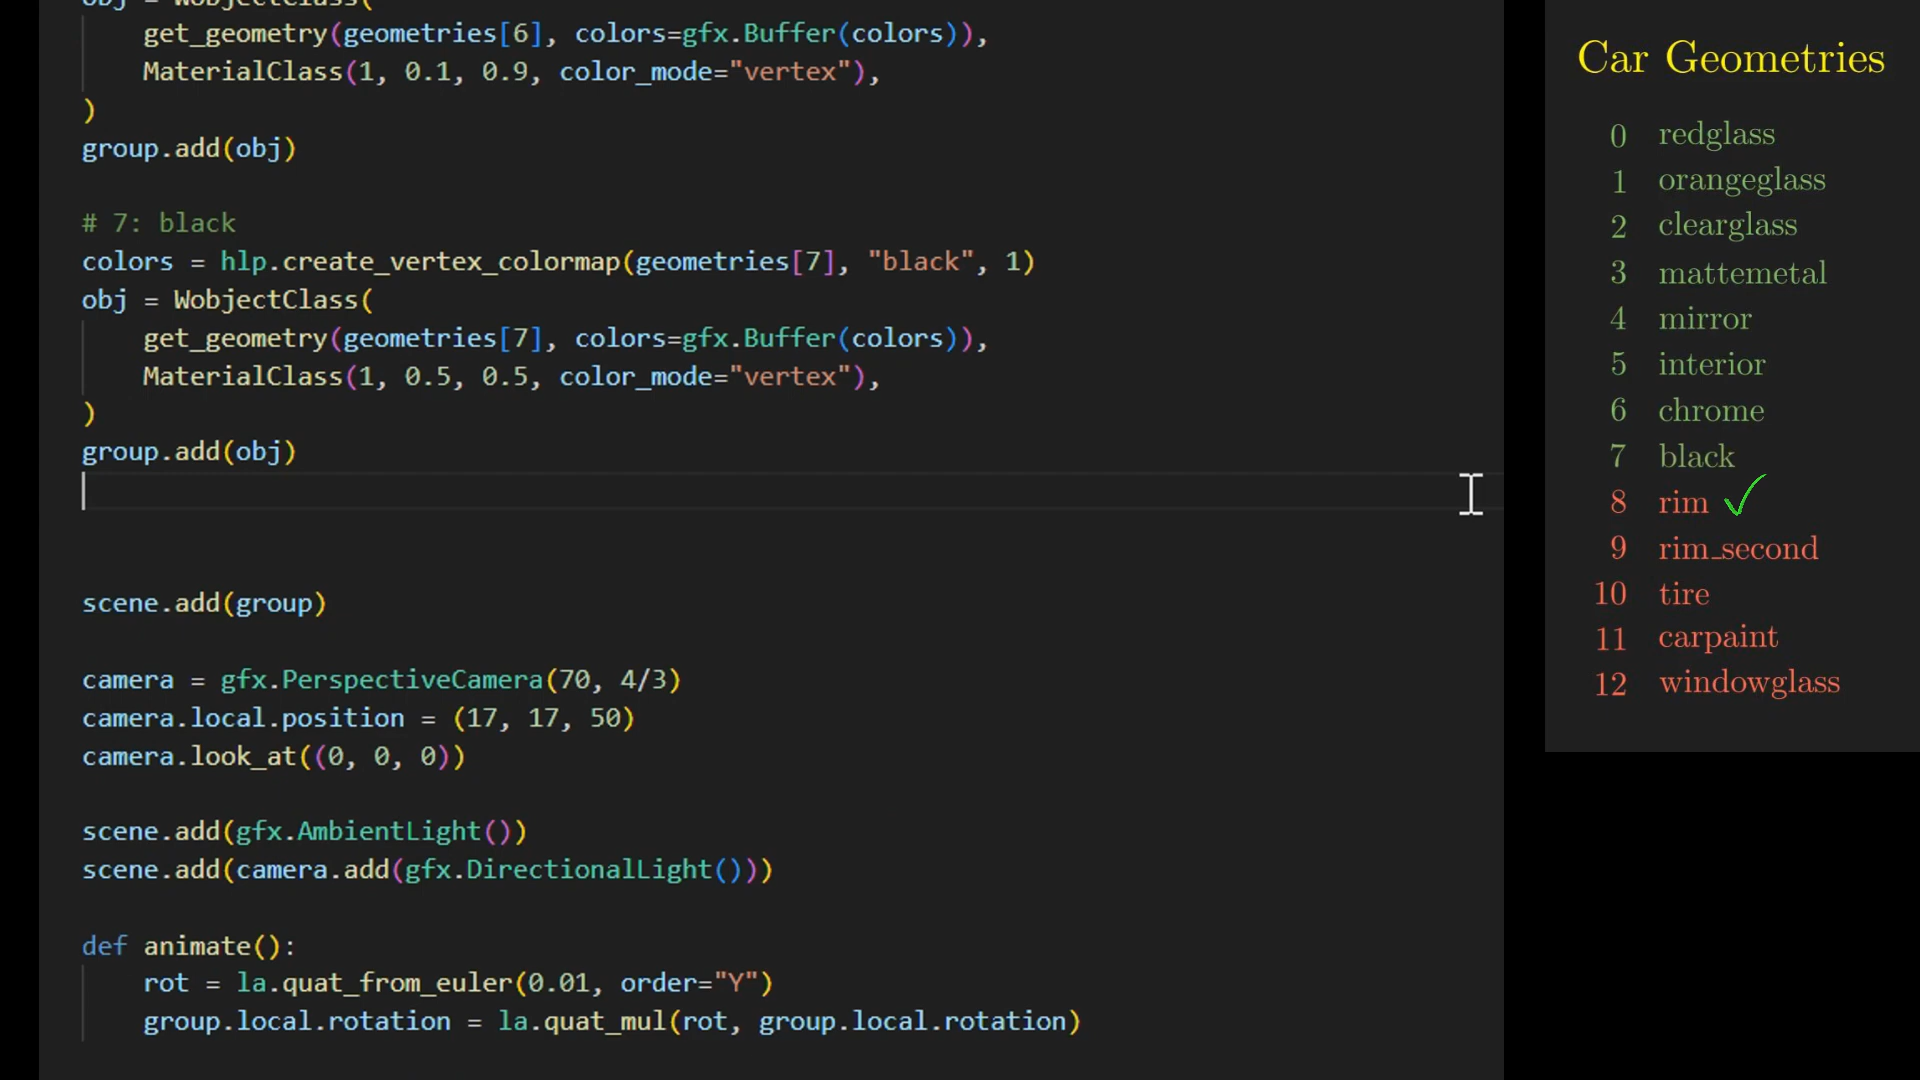 obj = WobjectClass(
    get_geometry(geometries[6], colors=gfx.Buffer(colors)),
    MaterialClass(1, 0.1, 0.9, color_mode="vertex"),
)
group.add(obj)
# 7: black
colors = hlp.create_vertex_colormap(geometries[7], "black", 1)
obj = WobjectClass(
    get_geometry(geometries[7], colors=gfx.Buffer(colors)),
    MaterialClass(1, 0.5, 0.5, color_mode="vertex"),
)
group.add(obj)
scene.add(group)
camera = gfx.PerspectiveCamera(70, 4/3)
camera.local.position = (17, 17, 50)
camera.look_at((0, 0, 0))
scene.add(gfx.AmbientLight())
scene.add(camera.add(gfx.DirectionalLight()))
def animate():
    rot = la.quat_from_euler(0.01, order="Y")
    group.local.rotation = la.quat_mul(rot, group.local.rotation)
Car Geometries
0 redglass
1 orangeglass
2 clearglass
3 mattemetal
4 mirror
5 interior
6 chrome
7 black
8 rim ✓
9 rim_second
10 tire
11 carpaint
12 windowglass